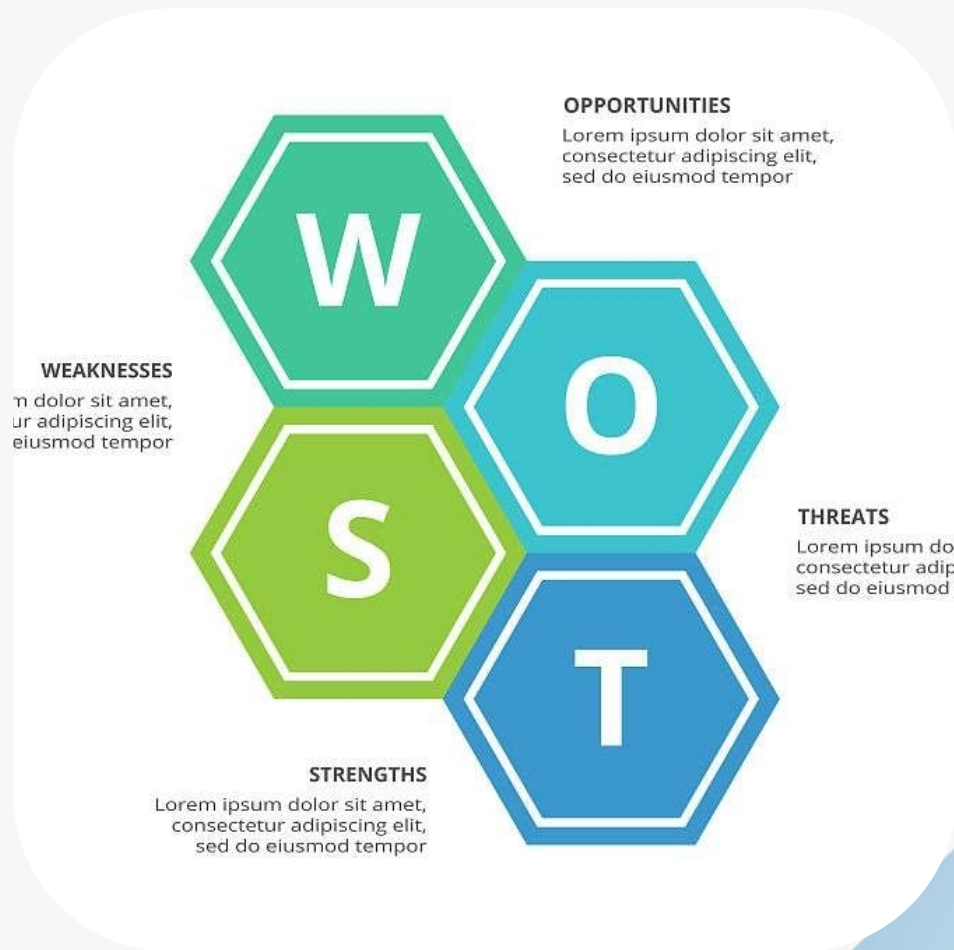 OPPORTUNITIES
Lorem ipsum dolor sit amet,
consectetur adipiscing elit,
sed do eiusmod tempor
W
O
WEAKNESSES
dolor sit amet,
adipiscing elit,
eiusmod tempor
S
THREATS
Lorem ipsum
consectetur
sed do eiusmod
T
STRENGTHS
Lorem ipsum dolor sit amet,
consectetur adipiscing elit,
sed do eiusmod tempor